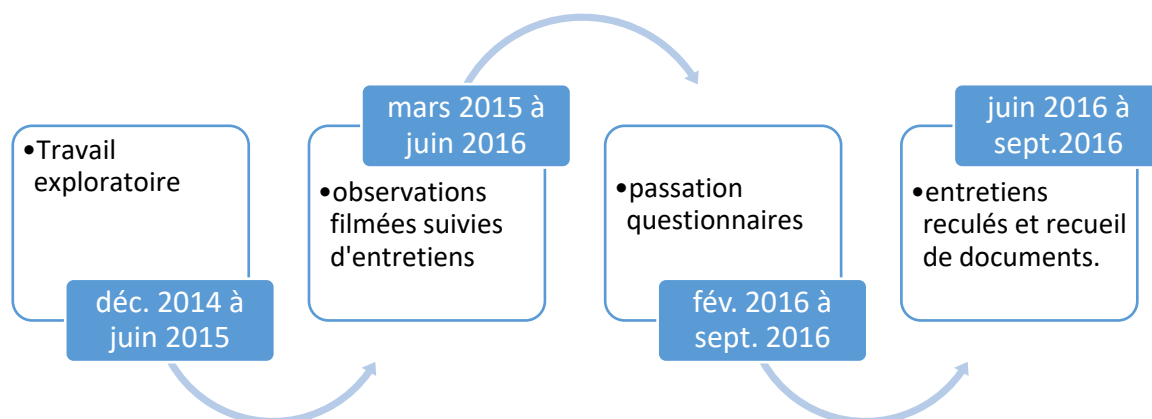 •Travail
exploratoire
déc. 2014 à
juin 2015
mars 2015 à
juin 2016
•observations
filmées suivies
d'entretiens
•passation
questionnaires
fév. 2016 à
sept. 2016
juin 2016 à
sept.2016
•entretiens
reculés et recueil
de documents.